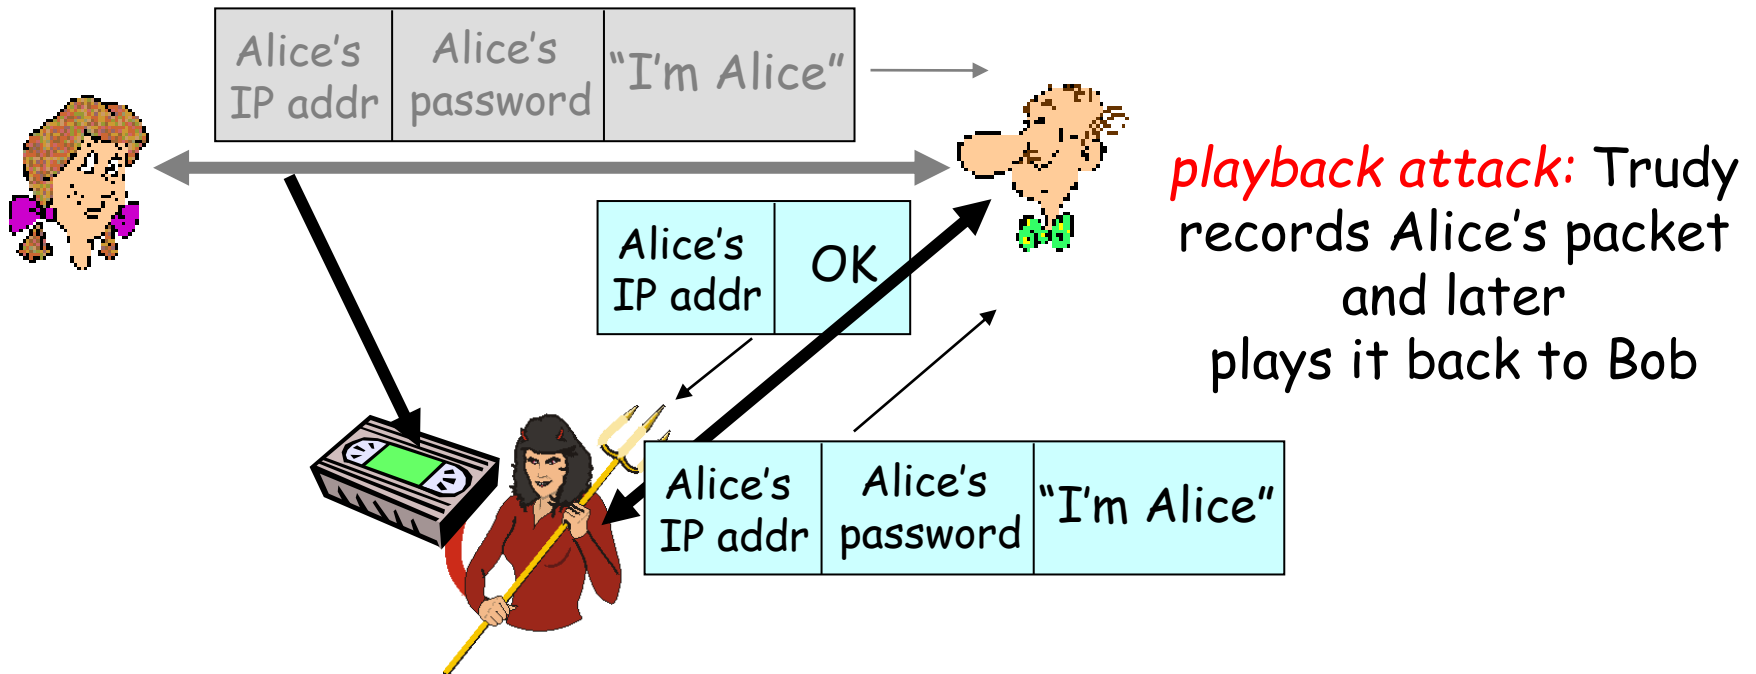 Alice’s
IP addr
Alice’s
password
“I’m Alice”
playback attack: Trudy
records Alice’s packet
and later
plays it back to Bob
Alice’s
IP addr
OK
Alice’s
IP addr
Alice’s
password
“I’m Alice”